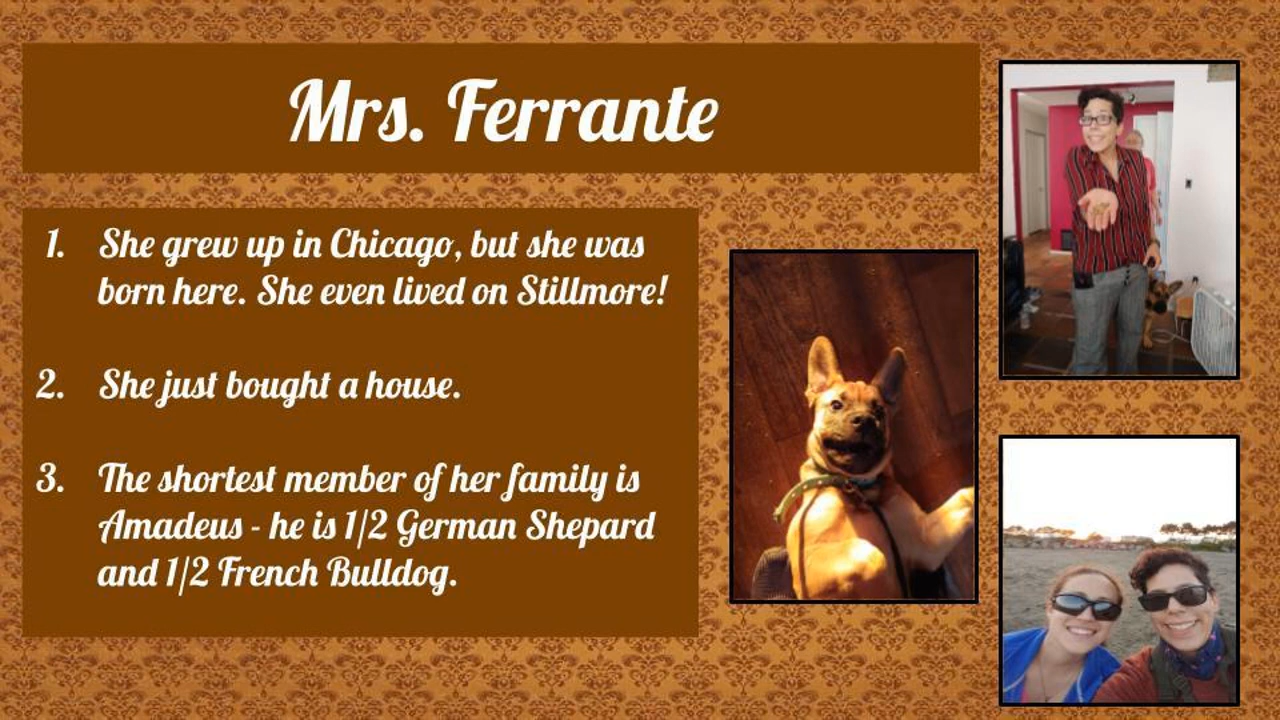 Mrs. Ferrante
1. She grew up in Chicago, but she was
born here. She even lived on Stillmore!
2. She just bought a house.
3. The shortest member of her family is
Amadeus - he is 1/2 German Shepard
and 1/2 French Bulldog.